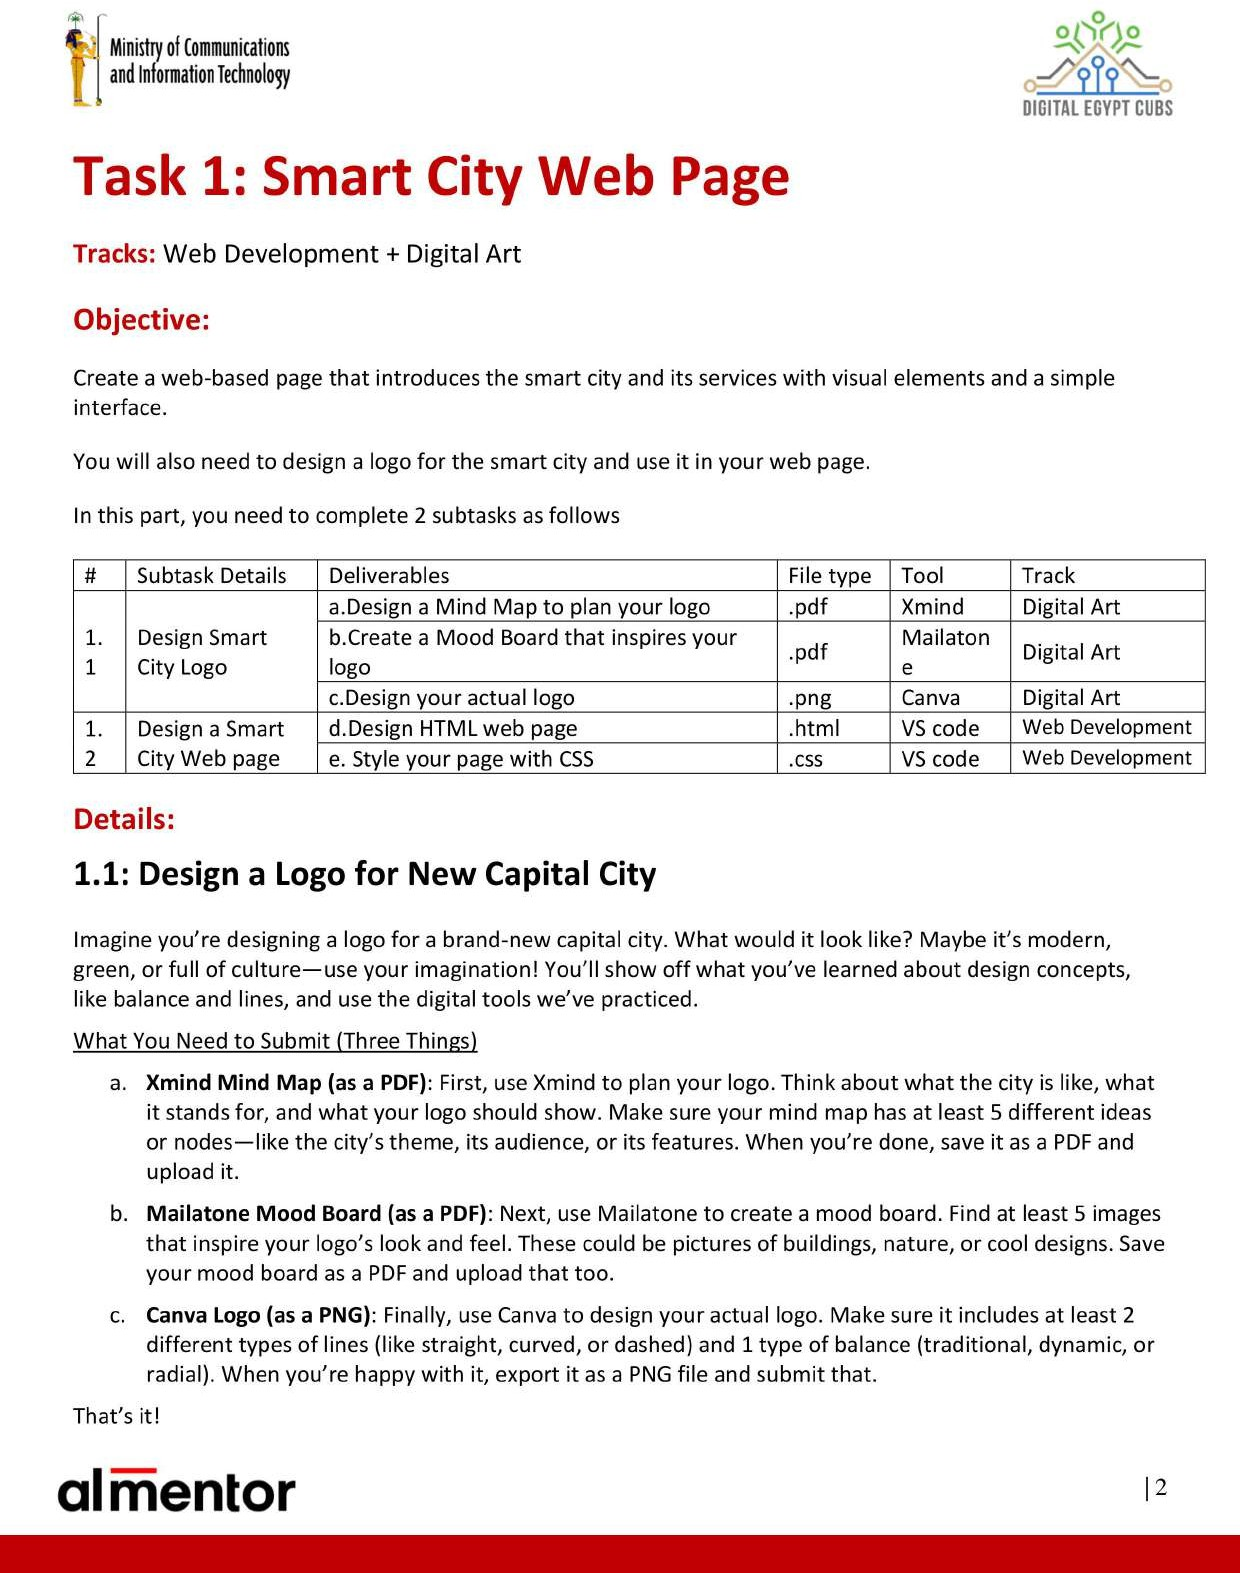 Ministry of Communications
and Information Technology
DIGITAL EGYPT CUBS
Task 1: Smart City Web Page
Tracks: Web Development + Digital Art
Objective:
Create a web-based page that introduces the smart city and its services with visual elements and a simple
interface.
You will also need to design a logo for the smart city and use it in your web page.
In this part, you need to complete 2 subtasks as follows
# Subtask Details Deliverables File type Tool Track
1.
1
Design Smart
City Logo
a.Design a Mind Map to plan your logo .pdf Xmind Digital Art
b.Create a Mood Board that inspires your
logo
.pdf
Mailaton
e
Digital Art
c.Design your actual logo .png Canva Digital Art
1.
2
Design a Smart
City Web page
d.Design HTML web page .html VS code Web Development
e. Style your page with CSS .css VS code Web Development
Details:
1.1: Design a Logo for New Capital City
Imagine you’re designing a logo for a brand-new capital city. What would it look like? Maybe it’s modern,
green, or full of culture—use your imagination! You’ll show off what you’ve learned about design concepts,
like balance and lines, and use the digital tools we’ve practiced.
What You Need to Submit (Three Things)
a. Xmind Mind Map (as a PDF): First, use Xmind to plan your logo. Think about what the city is like, what
it stands for, and what your logo should show. Make sure your mind map has at least 5 different ideas
or nodes—like the city’s theme, its audience, or its features. When you’re done, save it as a PDF and
upload it.
b. Mailatone Mood Board (as a PDF): Next, use Mailatone to create a mood board. Find at least 5 images
that inspire your logo’s look and feel. These could be pictures of buildings, nature, or cool designs. Save
your mood board as a PDF and upload that too.
c. Canva Logo (as a PNG): Finally, use Canva to design your actual logo. Make sure it includes at least 2
different types of lines (like straight, curved, or dashed) and 1 type of balance (traditional, dynamic, or
radial). When you’re happy with it, export it as a PNG file and submit that.
That’s it!
almentor
|2